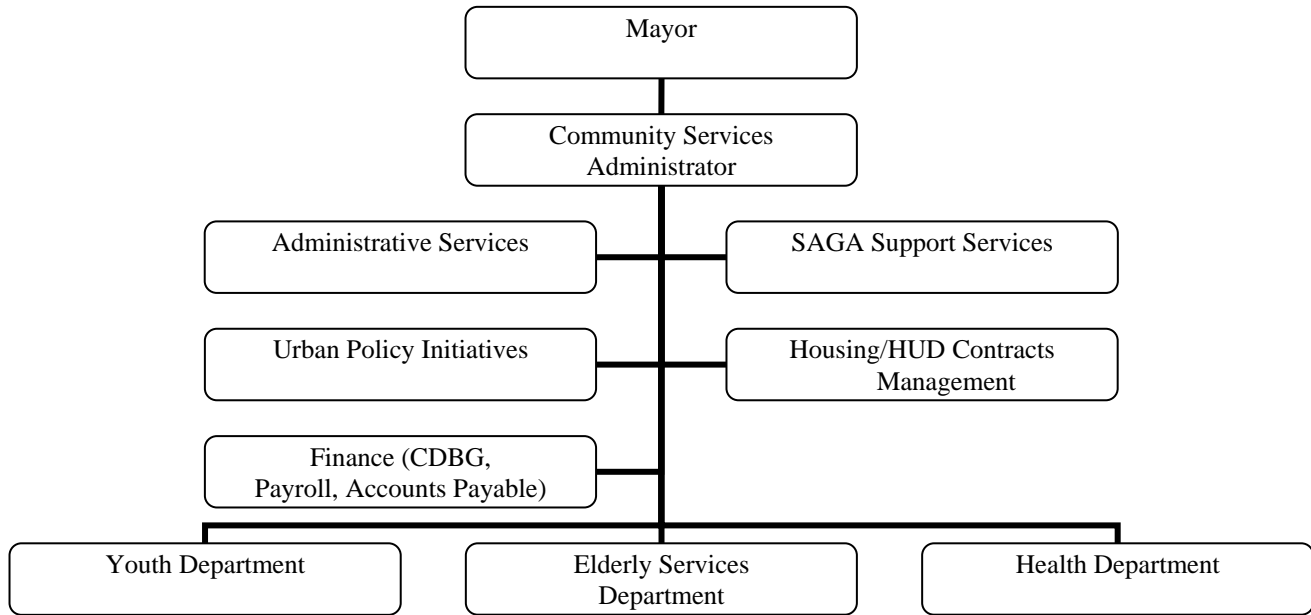 Mayor
Community Services
Administrator
Administrative Services
SAGA Support Services
Urban Policy Initiatives
Housing/HUD Contracts
Management
Finance (CDBG,
Payroll, Accounts Payable)
Youth Department
Elderly Services
Department
Health Department